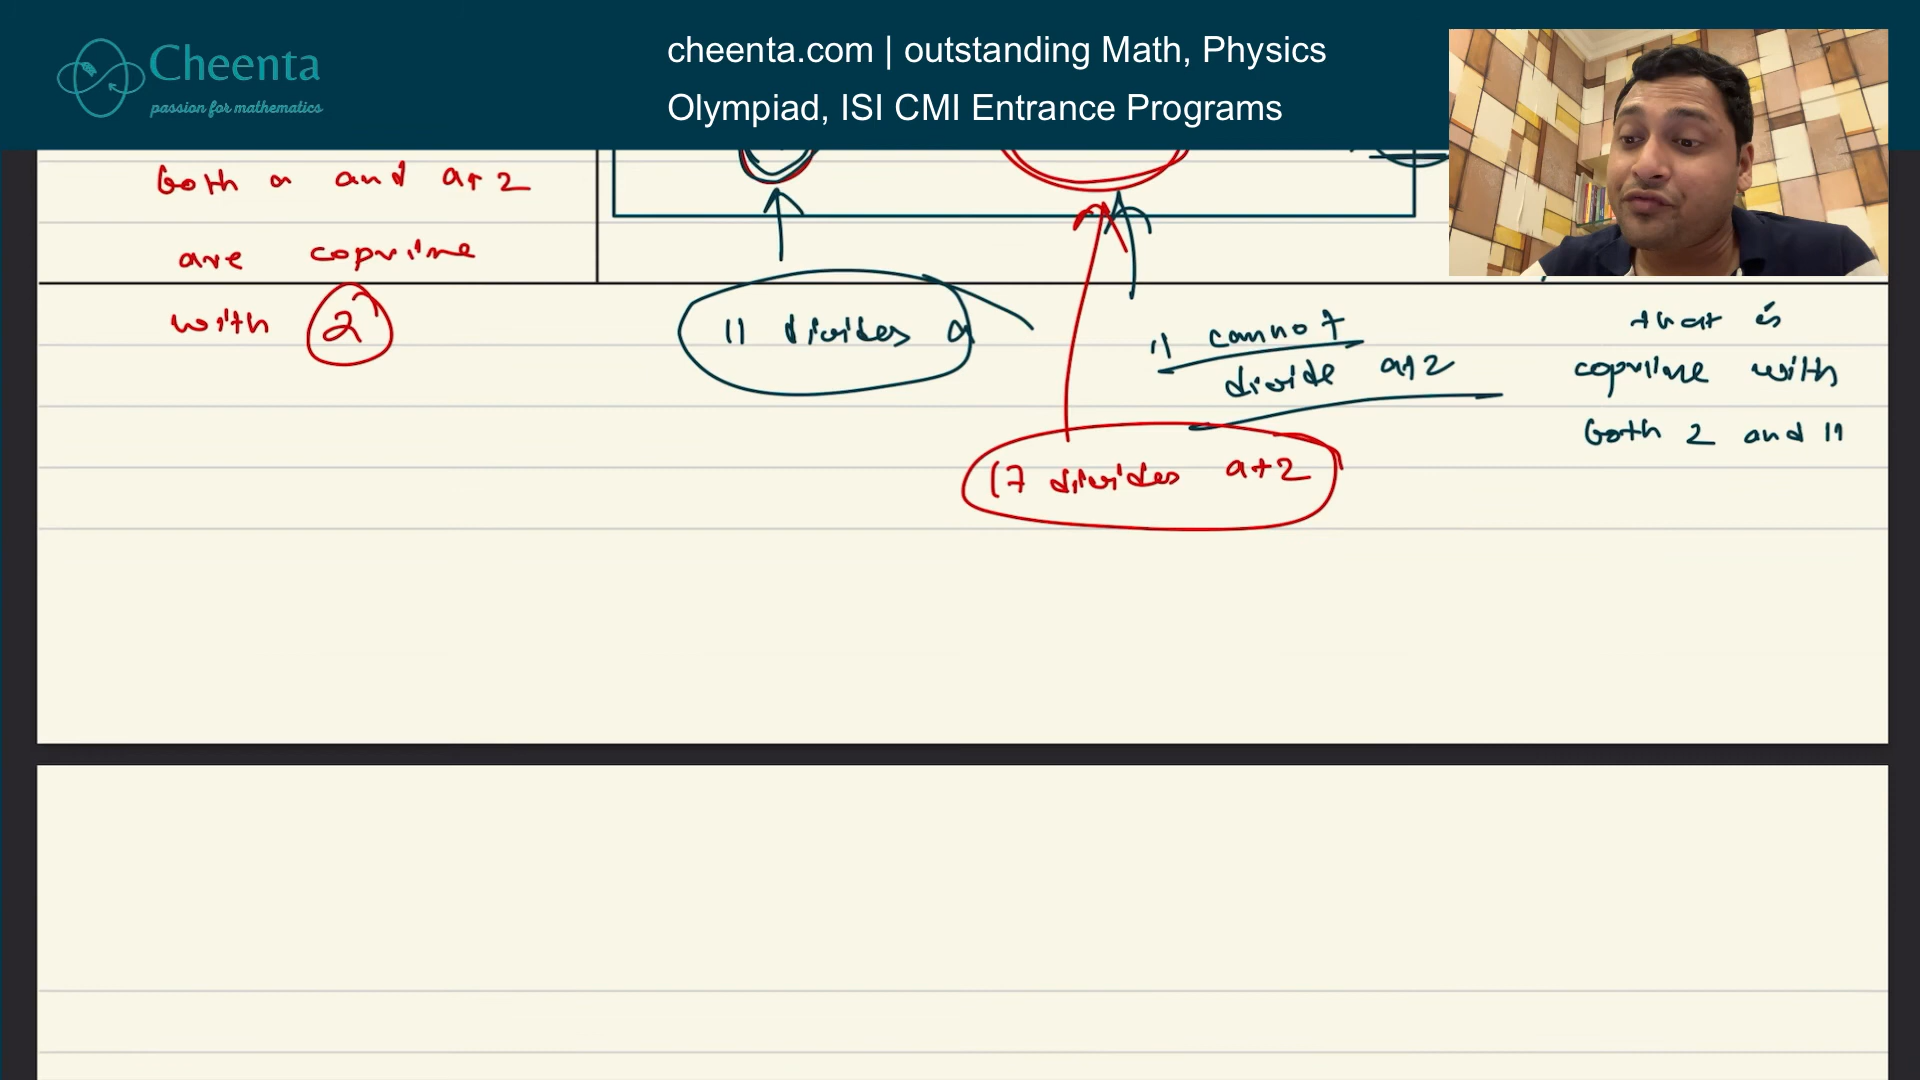 Cheenta
passion for mathematics
cheenta.com | outstanding Math, Physics
Olympiad, ISI CMI Entrance Programs
both a and a+2
are coprime
with 2
11 divides a
11 cannot
divide a+2
17 divides a+2
that is
coprime with
both 2 and 11